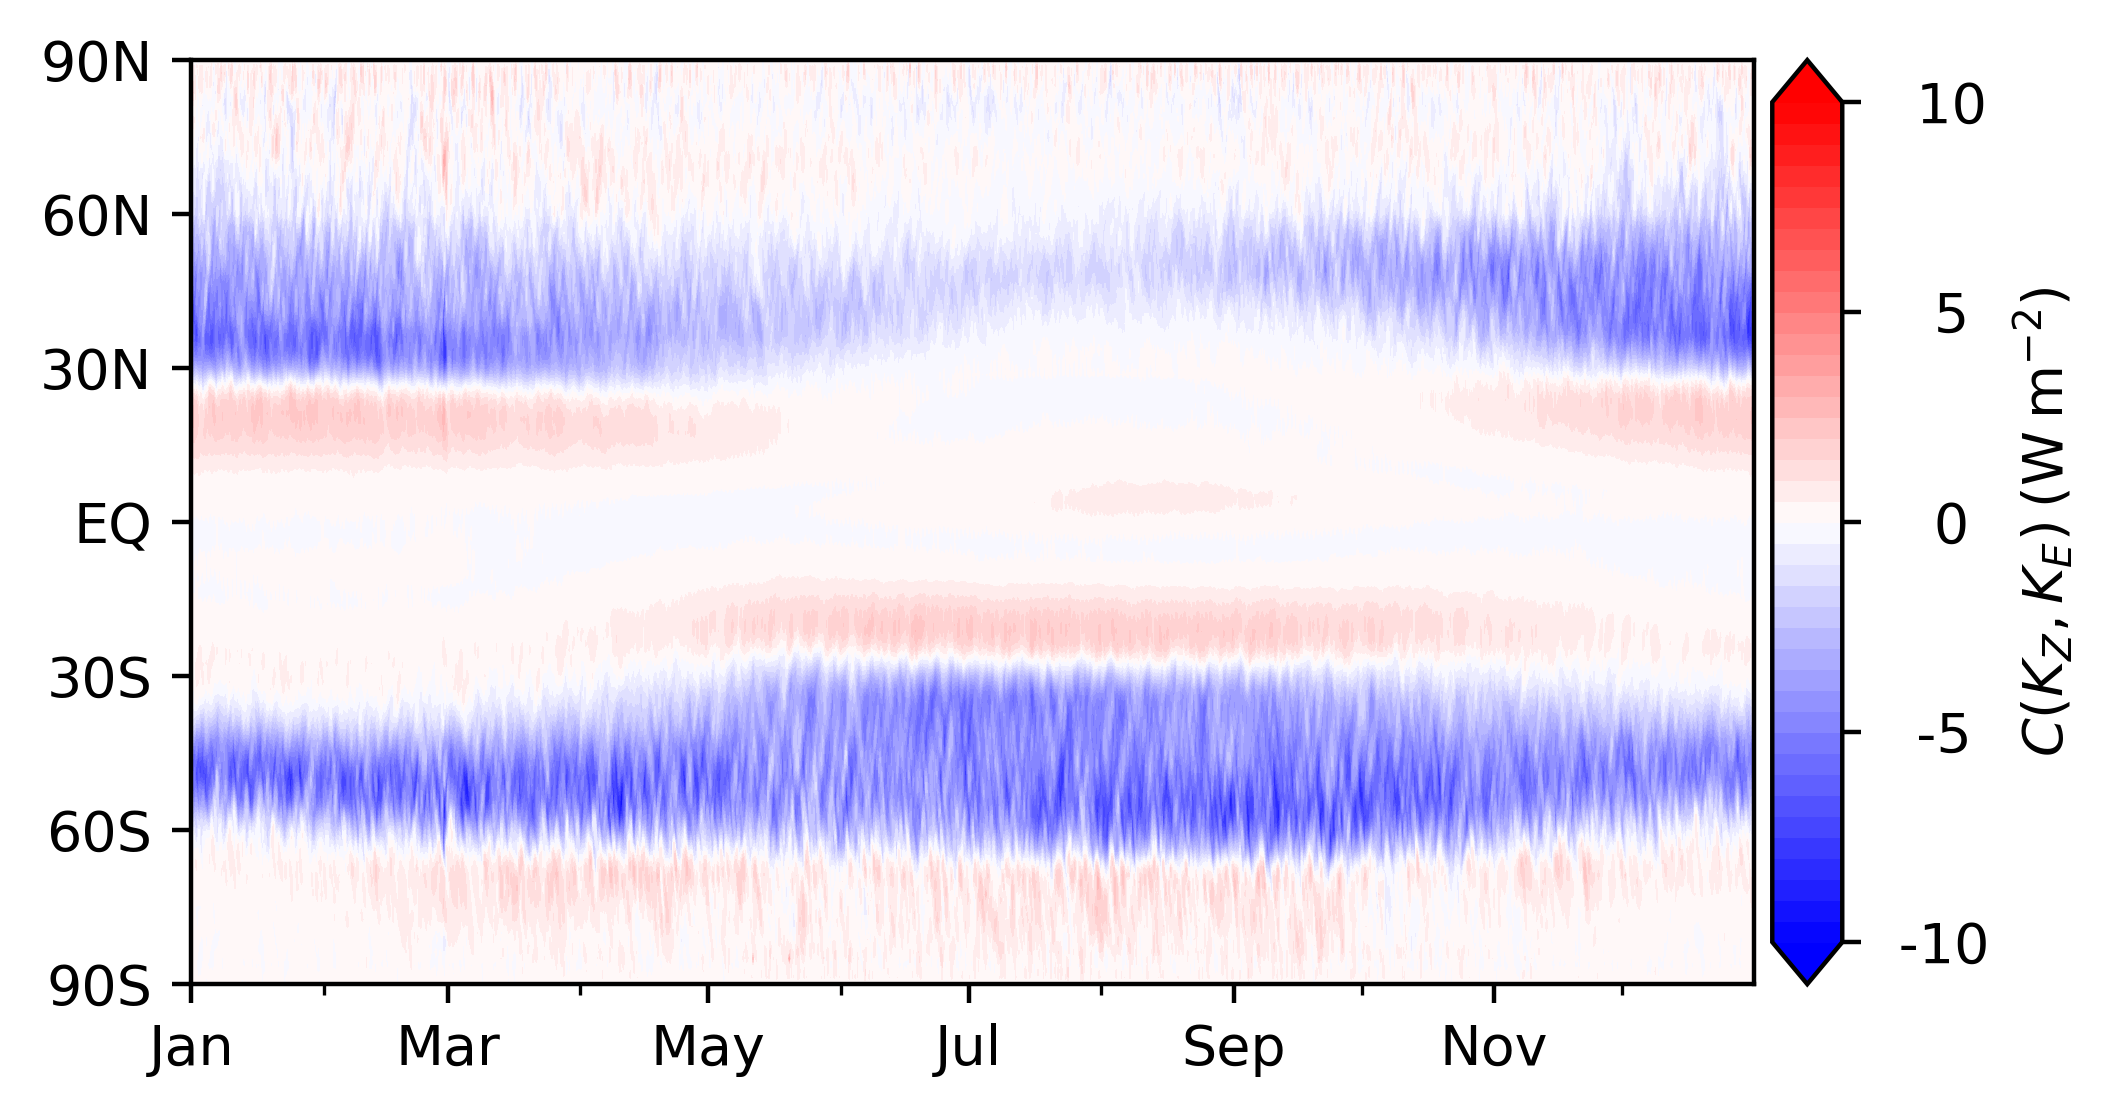 90N
60N
30N
EQ
30S
60S
90S
Jan Mar May Jul Sep Nov
10
5
0
-5
-10
C(K_Z, K_E) (W m⁻²)